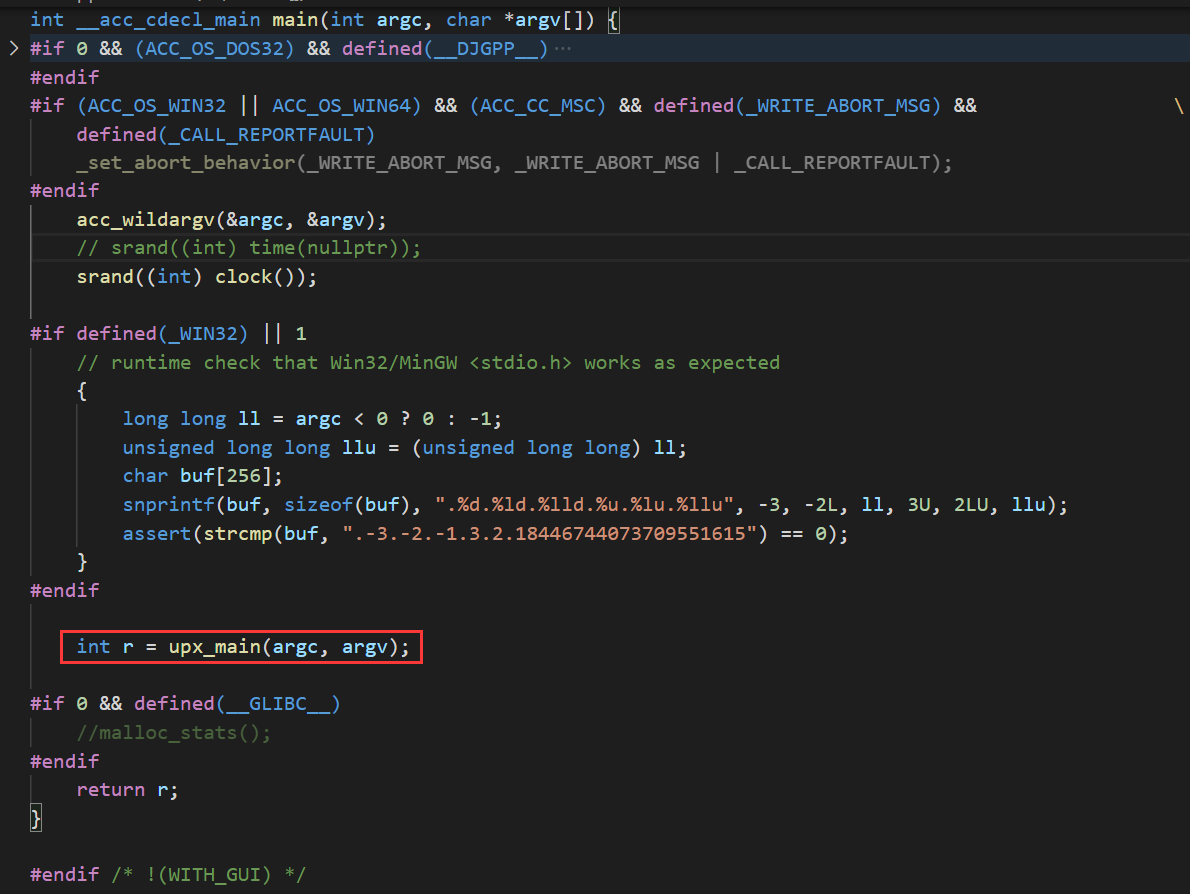 int __acc_cdecl_main main(int argc, char *argv[]) {
#if 0 && (ACC_OS_DOS32) && defined(__DJGPP__) ···
#endif
#if (ACC_OS_WIN32 || ACC_OS_WIN64) && (ACC_CC_MSC) && defined(_WRITE_ABORT_MSG) && \
    defined(_CALL_REPORTFAULT)
    _set_abort_behavior(_WRITE_ABORT_MSG, _WRITE_ABORT_MSG | _CALL_REPORTFAULT);
#endif
    acc_wildargv(&argc, &argv);
    // srand((int) time(nullptr));
    srand((int) clock());
#if defined(_WIN32) || 1
    // runtime check that Win32/MinGW <stdio.h> works as expected
    {
        long long ll = argc < 0 ? 0 : -1;
        unsigned long long llu = (unsigned long long) ll;
        char buf[256];
        snprintf(buf, sizeof(buf), ".%d.%ld.%lld.%u.%lu.%llu", -3, -2L, ll, 3U, 2LU, llu);
        assert(strcmp(buf, ".-3.-2.-1.3.2.18446744073709551615") == 0);
    }
#endif
    int r = upx_main(argc, argv);
#if 0 && defined(__GLIBC__)
    //malloc_stats();
#endif
    return r;
}
#endif /* !(WITH_GUI) */